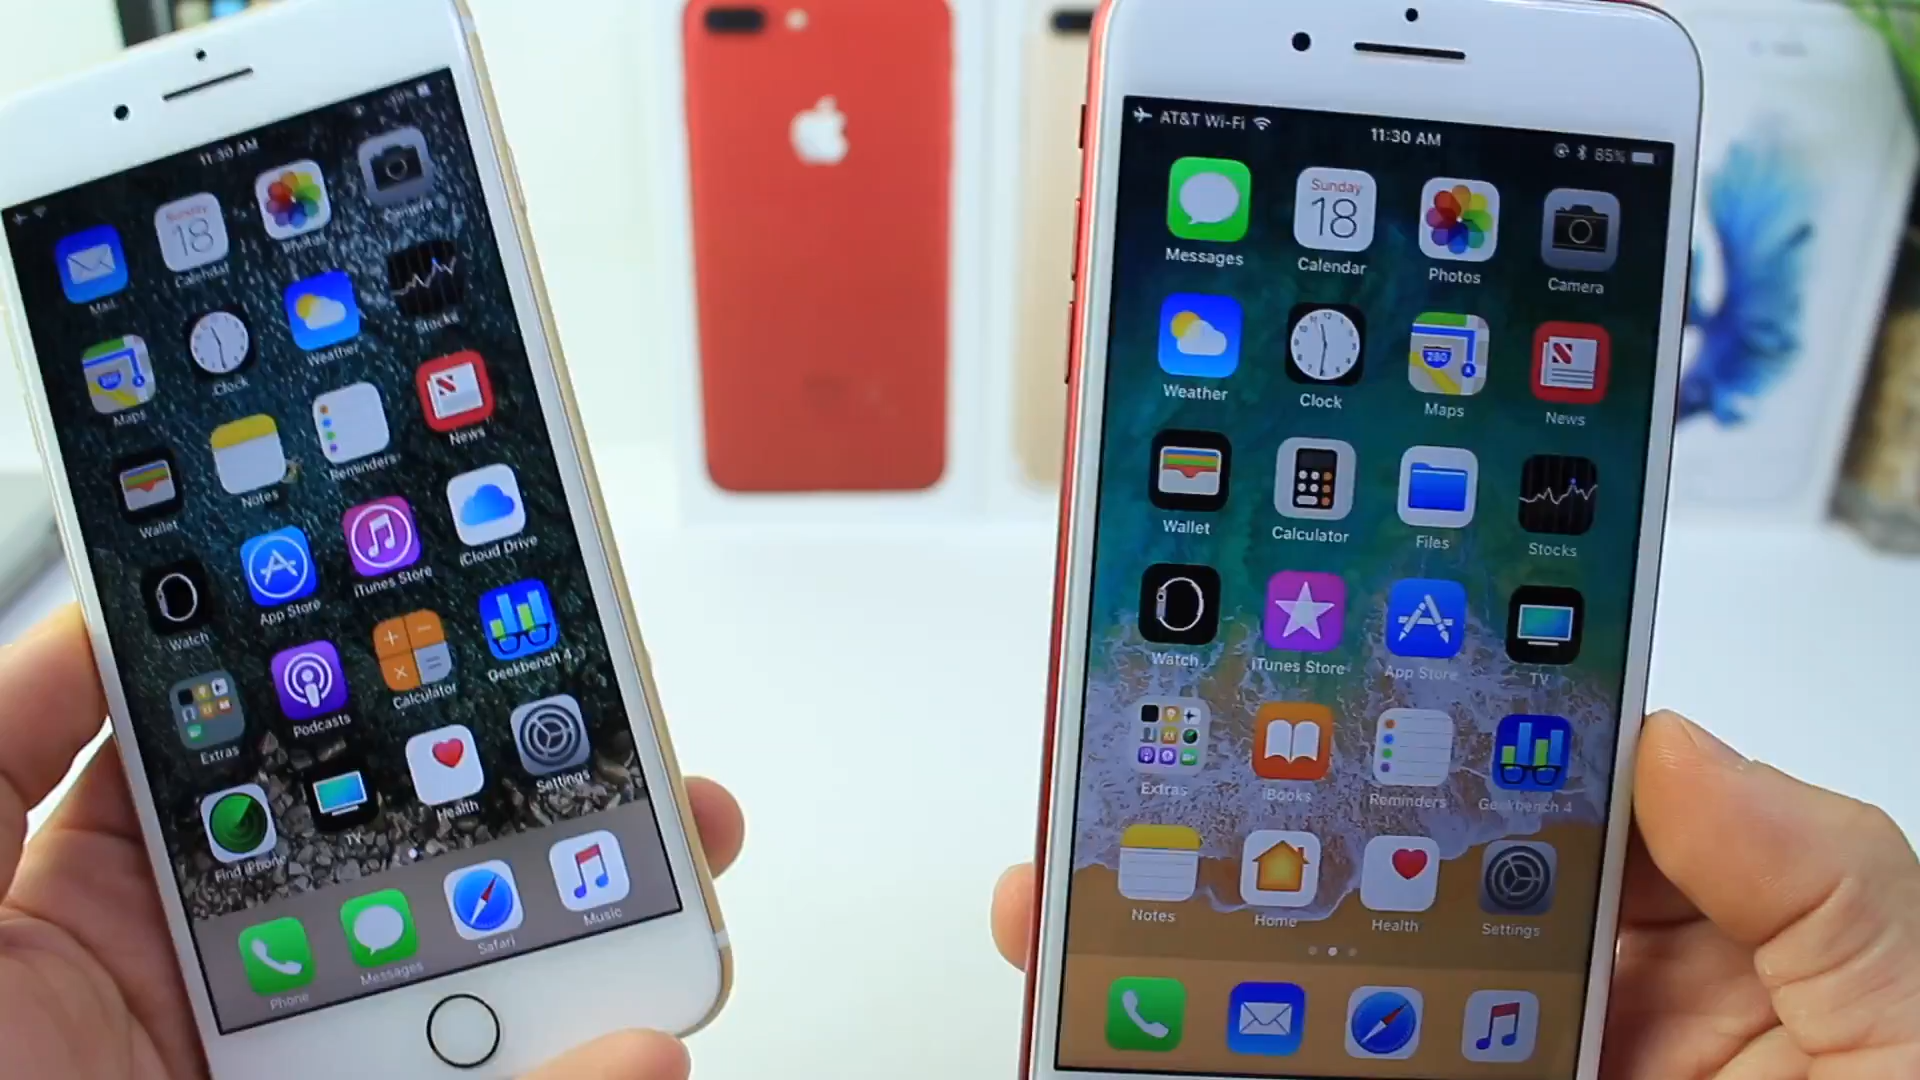 11:30 AM
Mail
Sunday
18
Calendar
Photos
Camera
Maps
Clock
Weather
Stocks
Wallet
Notes
Reminders
News
Watch
App Store
iTunes Store
iCloud Drive
Extras
Podcasts
Calculator
Geekbench 4
Find iPhone
TV
Health
Settings
Phone
Messages
Safari
Music
AT&T Wi-Fi
11:30 AM
85%
Messages
Sunday
18
Calendar
Photos
Camera
Weather
Clock
280
Maps
News
Wallet
Calculator
Files
Stocks
Watch
iTunes Store
App Store
TV
Extras
iBooks
Reminders
Geekbench 4
Notes
Home
Health
Settings